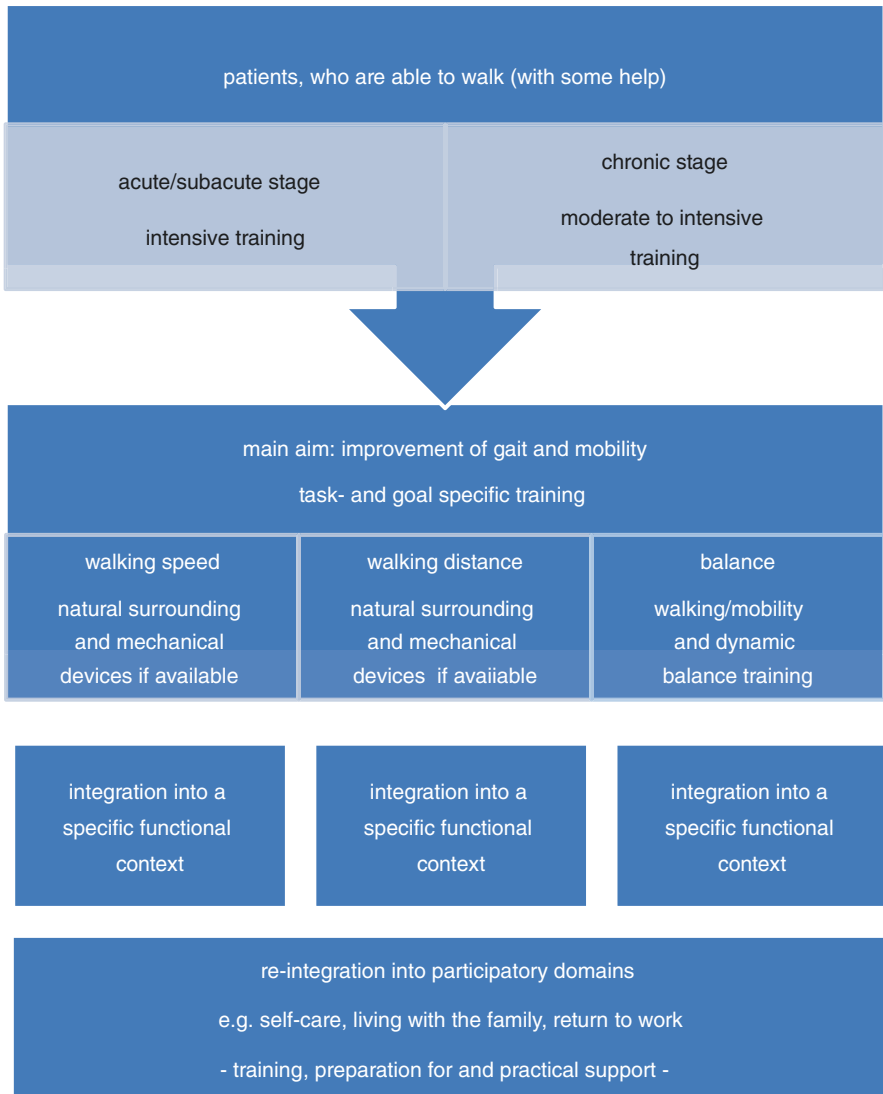 patients, who are able to walk (with some help)
acute/subacute stage
intensive training
chronic stage
moderate to intensive
training
main aim: improvement of gait and mobility
task- and goal specific training
walking speed
natural surrounding
and mechanical
devices if available
walking distance
natural surrounding
and mechanical
devices if avaiiable
balance
walking/mobility
and dynamic
balance training
integration into a
specific functional
context
integration into a
specific functional
context
integration into a
specific functional
context
re-integration into participatory domains
e.g. self-care, living with the family, return to work
- training, preparation for and practical support -